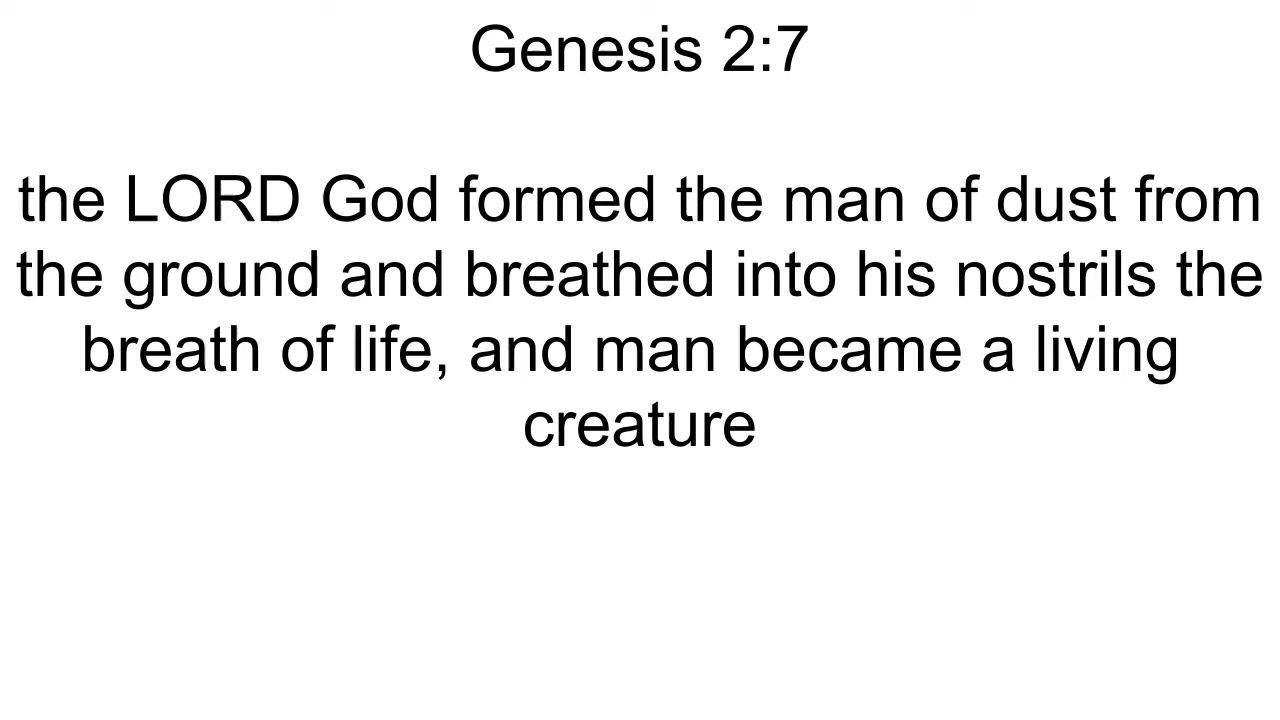 Genesis 2:7
the LORD God formed the man of dust from
the ground and breathed into his nostrils the
breath of life, and man became a living
creature